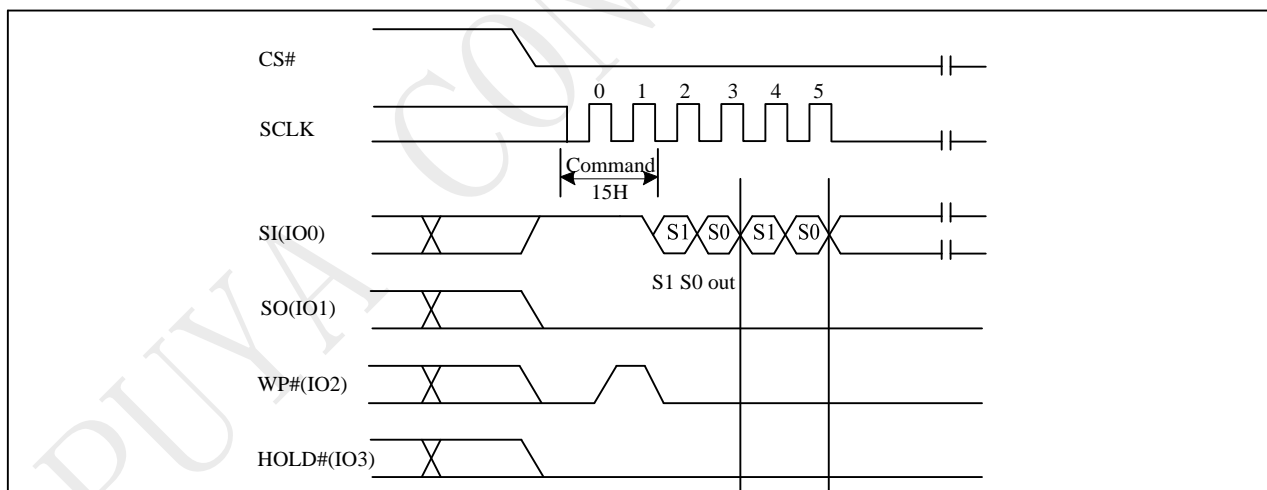 CS#
0 1 2 3 4 5
SCLK
Command
15H
SI(IO0)
S1 S0 S1 S0
S1 S0 out
SO(IO1)
WP#(IO2)
HOLD#(IO3)
PUYA CON